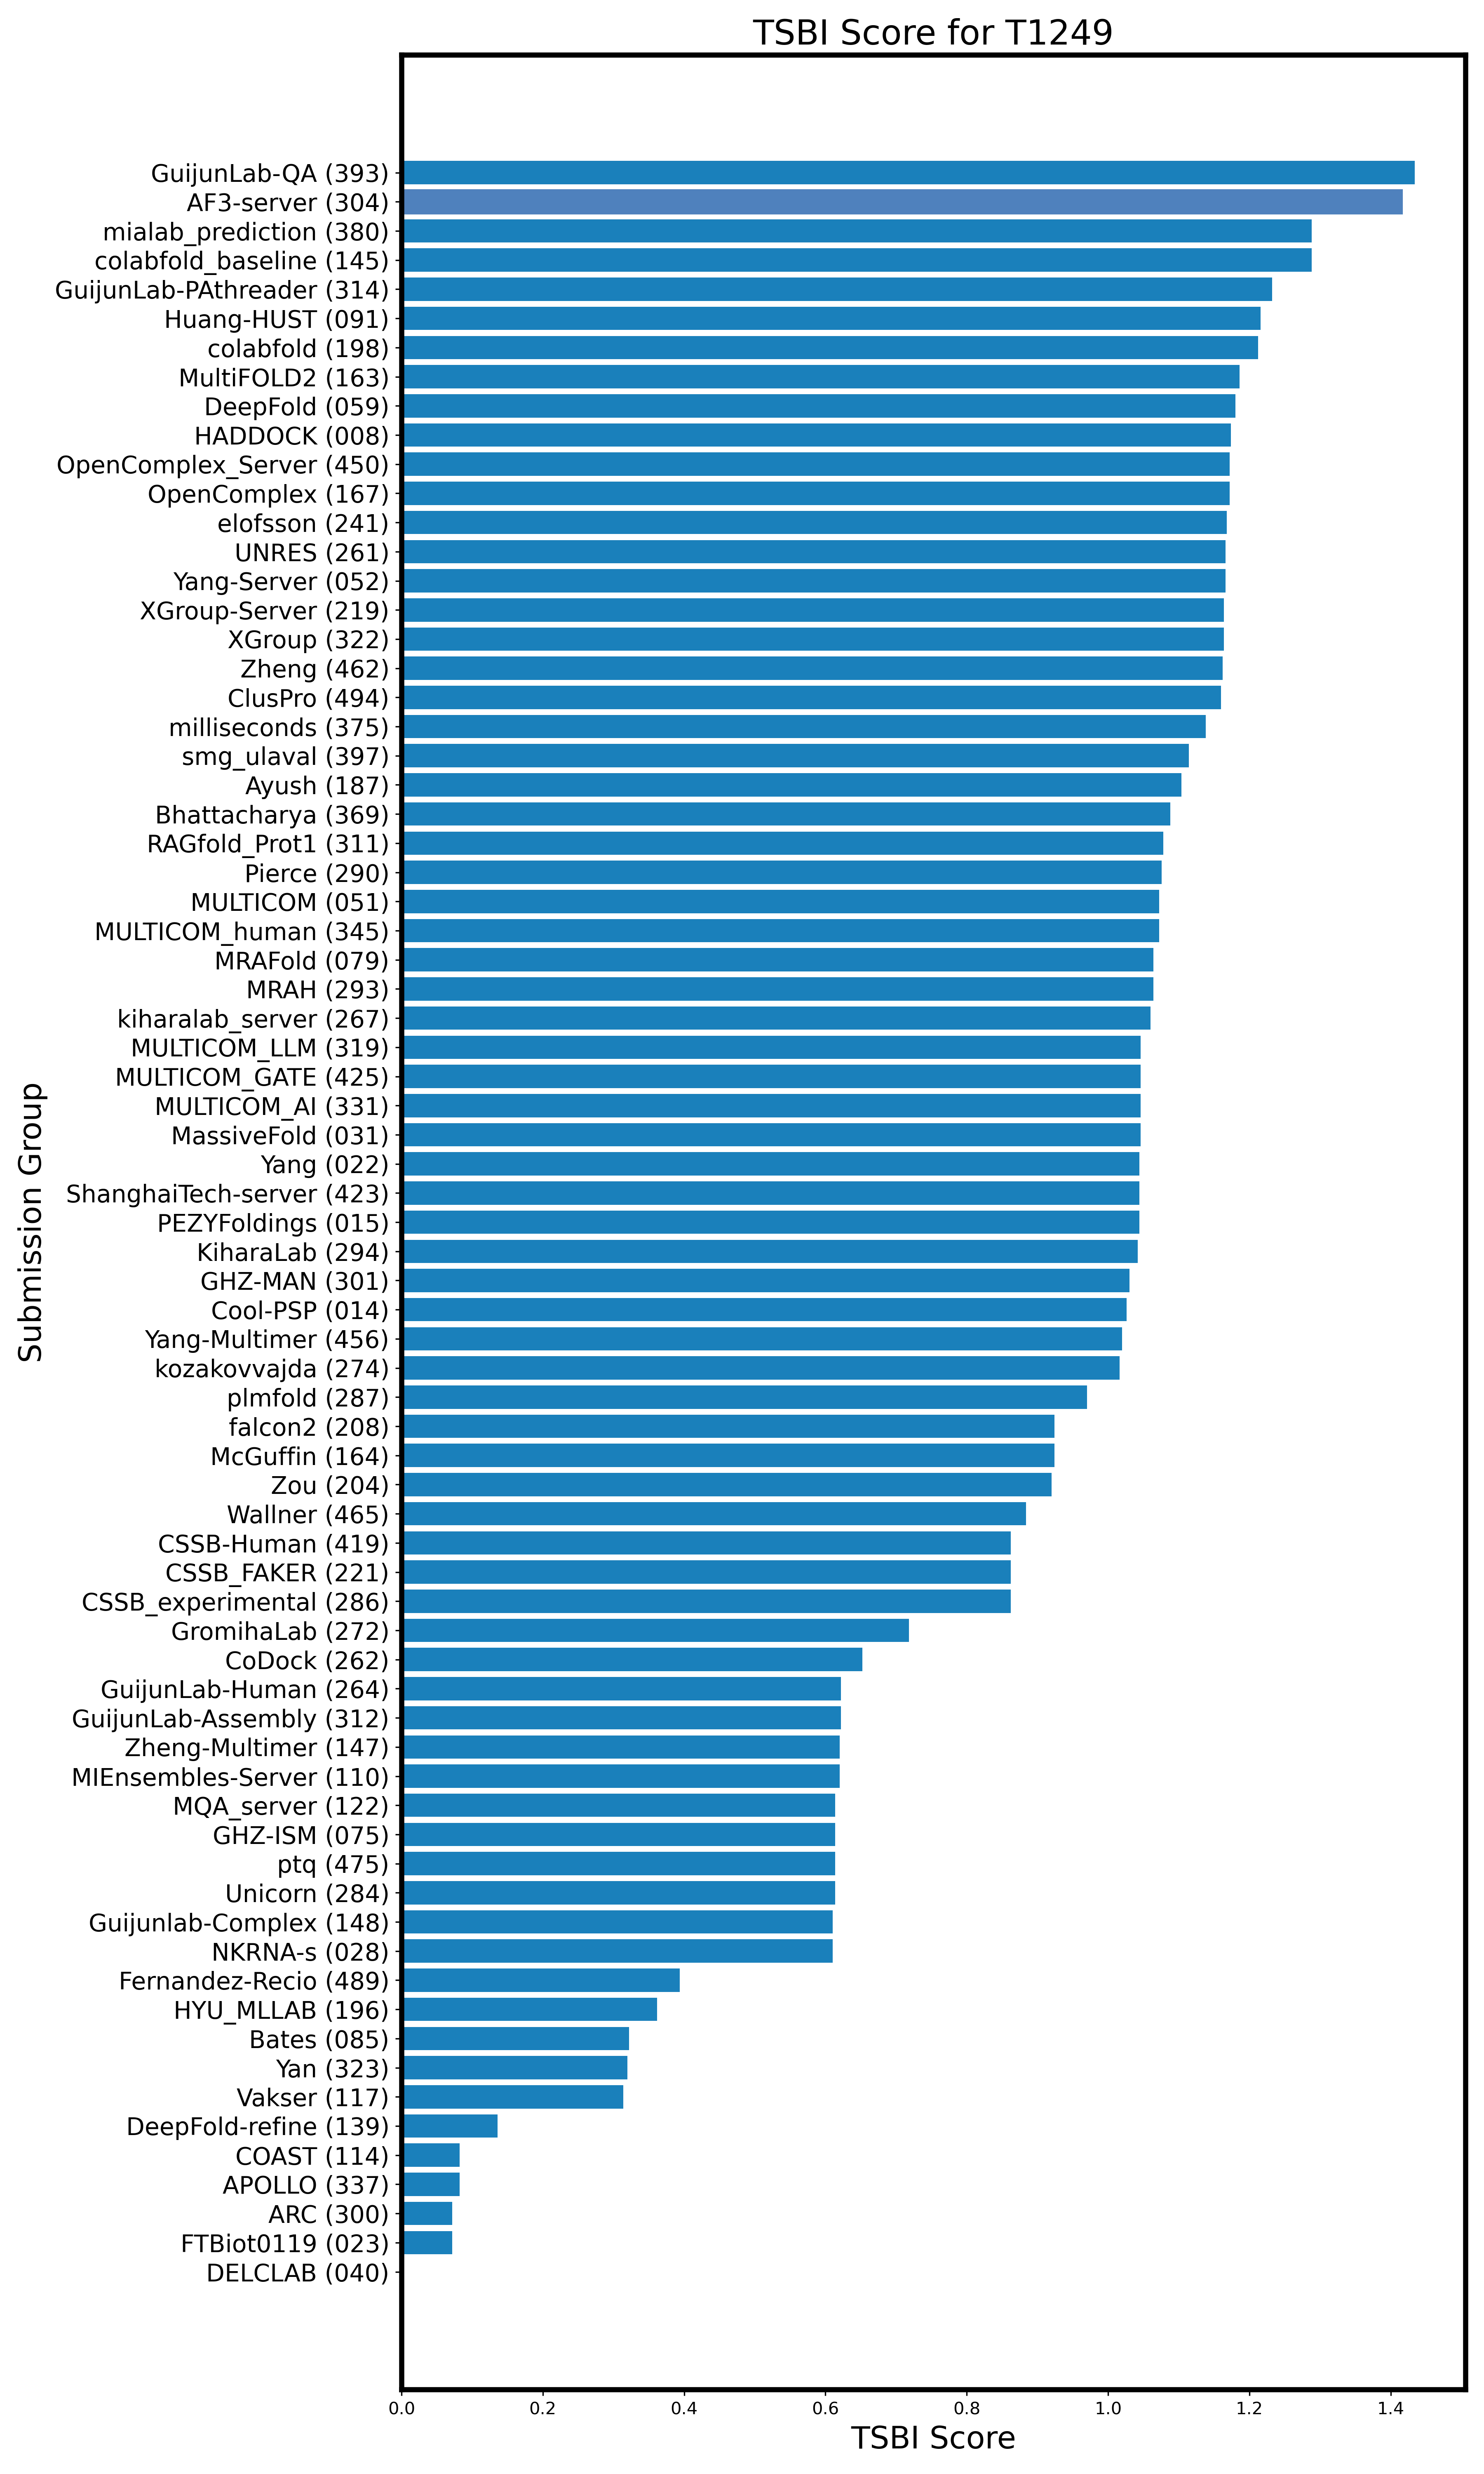 TSBI Score for T1249
GuijunLab-QA (393)
AF3-server (304)
mialab_prediction (380)
colabfold_baseline (145)
GuijunLab-PAthreader (314)
Huang-HUST (091)
colabfold (198)
MultiFOLD2 (163)
DeepFold (059)
HADDOCK (008)
OpenComplex_Server (450)
OpenComplex (167)
elofsson (241)
UNRES (261)
Yang-Server (052)
XGroup-Server (219)
XGroup (322)
Zheng (462)
ClusPro (494)
milliseconds (375)
smg_ulaval (397)
Ayush (187)
Bhattacharya (369)
RAGfold_Prot1 (311)
Pierce (290)
MULTICOM (051)
MULTICOM_human (345)
MRAFold (079)
MRAH (293)
kiharalab_server (267)
MULTICOM_LLM (319)
MULTICOM_GATE (425)
MULTICOM_AI (331)
MassiveFold (031)
Yang (022)
ShanghaiTech-server (423)
PEZYFoldings (015)
KiharaLab (294)
GHZ-MAN (301)
Cool-PSP (014)
Yang-Multimer (456)
kozakovvajda (274)
plmfold (287)
falcon2 (208)
McGuffin (164)
Zou (204)
Wallner (465)
CSSB-Human (419)
CSSB_FAKER (221)
CSSB_experimental (286)
GromihaLab (272)
CoDock (262)
GuijunLab-Human (264)
GuijunLab-Assembly (312)
Zheng-Multimer (147)
MIEnsembles-Server (110)
MQA_server (122)
GHZ-ISM (075)
ptq (475)
Unicorn (284)
Guijunlab-Complex (148)
NKRNA-s (028)
Fernandez-Recio (489)
HYU_MLLAB (196)
Bates (085)
Yan (323)
Vakser (117)
DeepFold-refine (139)
COAST (114)
APOLLO (337)
ARC (300)
FTBiot0119 (023)
DELCLAB (040)
Submission Group
0.0 0.2 0.4 0.6 0.8 1.0 1.2 1.4
TSBI Score